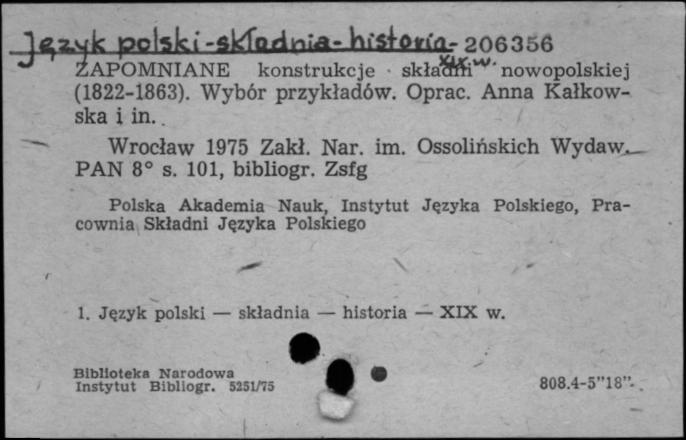 Język polski-składnia-historia- 206356
XIX w.
ZAPOMNIANE konstrukcje składni nowopolskiej
(1822-1863). Wybór przykładów. Oprac. Anna Kałkow-
ska i in.
Wrocław 1975 Zakł. Nar. im. Ossolińskich Wydaw.
PAN 8° s. 101, bibliogr. Zsfg
Polska Akademia Nauk, Instytut Języka Polskiego, Pra-
cownia Składni Języka Polskiego
1. Język polski — składnia — historia — XIX w.
Biblioteka Narodowa
Instytut Bibliogr. 5251/75
808.4-5"18".